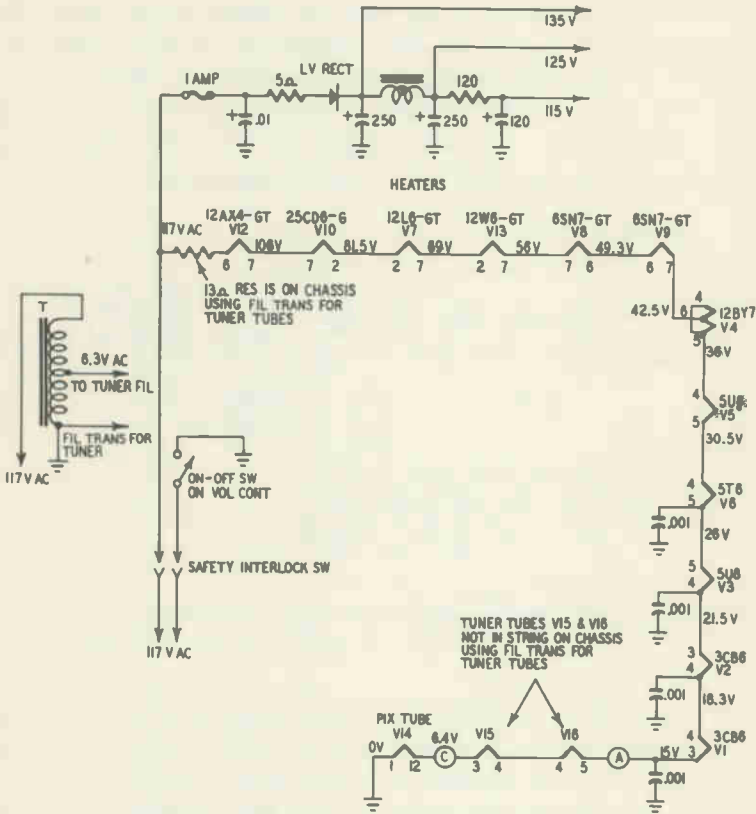 135 V
125 V
1 AMP
5Ω
LV RECT
120
115 V
+ .01
+ 250
+ 250
+ 120
HEATERS
117V AC
12AX4-GT
V12
106V
25CD6-G
V10
81.5 V
12L6-GT
V7
69V
12W6-GT
V13
56V
6SN7-GT
V8
49.3V
6SN7-GT
V9
6 7
7 2
2 7
2 7
7 6
6 7
13Ω RES IS ON CHASSIS
USING FIL TRANS FOR
TUNER TUBES
42.5V
4
6
5
12BY7
V4
36V
T
6.3V AC
TO TUNER FIL
FIL TRANS FOR
TUNER
117V AC
4
5
V5
30.5V
ON-OFF SW
ON VOL CONT
4
5
5T8
V6
.001
26V
SAFETY INTERLOCK SW
5
4
5U8
V3
.001
21.5V
117 V AC
TUNER TUBES V15 & V16
NOT IN STRING ON CHASSIS
USING FIL TRANS FOR
TUNER TUBES
3
4
3CB6
V2
.001
18.3V
PIX TUBE
V14
0V
1 12
6.4V
C
V15
3 4
V16
4 5
A
15V
4
3
3CB6
V1
.001